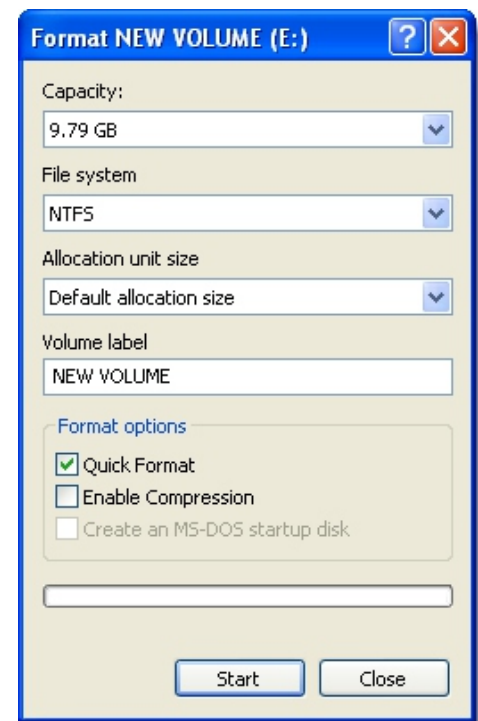 Format NEW VOLUME (E:)
Capacity:
9.79 GB
File system
NTFS
Allocation unit size
Default allocation size
Volume label
NEW VOLUME
Format options
Quick Format
Enable Compression
Create an MS-DOS startup disk
Start Close